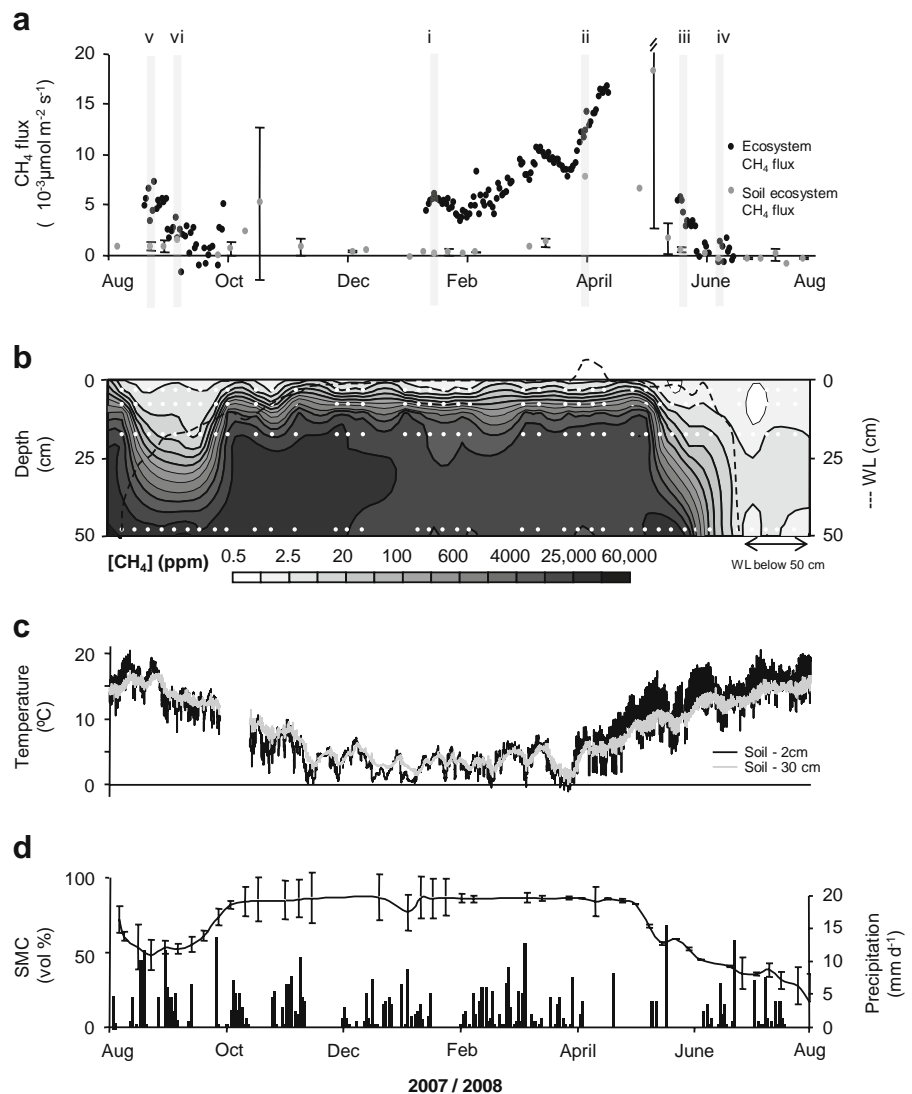 a
v vi i ii iii iv
20
15
10
5
0
CH₄ flux
( 10⁻³µmol m⁻² s⁻¹)
Ecosystem
CH₄ flux
Soil ecosystem
CH₄ flux
Aug Oct Dec Feb April June Aug
b
0
25
50
Depth
(cm)
0
25
50
--- WL (cm)
[CH₄] (ppm)
0.5 2.5 20 100 600 4000 25,000 60,000
WL below 50 cm
c
20
10
0
Temperature
(ºC)
Soil - 2cm
Soil - 30 cm
d
100
50
0
SMC
(vol %)
20
15
10
5
0
Precipitation
(mm d⁻¹)
Aug Oct Dec Feb April June Aug
2007 / 2008